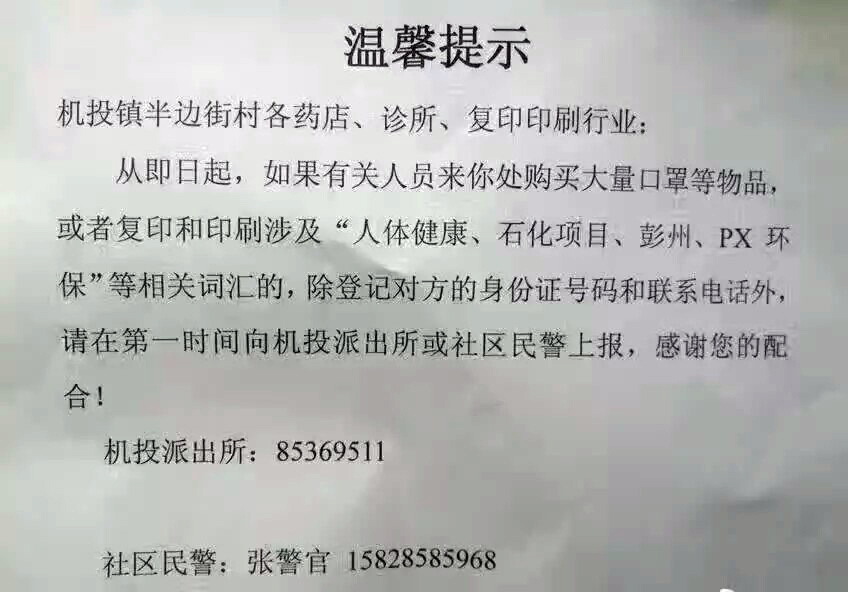 温馨提示
机投镇半边街村各药店、诊所、复印印刷行业：
从即日起，如果有关人员来你处购买大量口罩等物品，
或者复印和印刷涉及“人体健康、石化项目、彭州、PX 环
保”等相关词汇的，除登记对方的身份证号码和联系电话外，
请在第一时间向机投派出所或社区民警上报，感谢您的配
合！
机投派出所：85369511
社区民警：张警官 15828585968